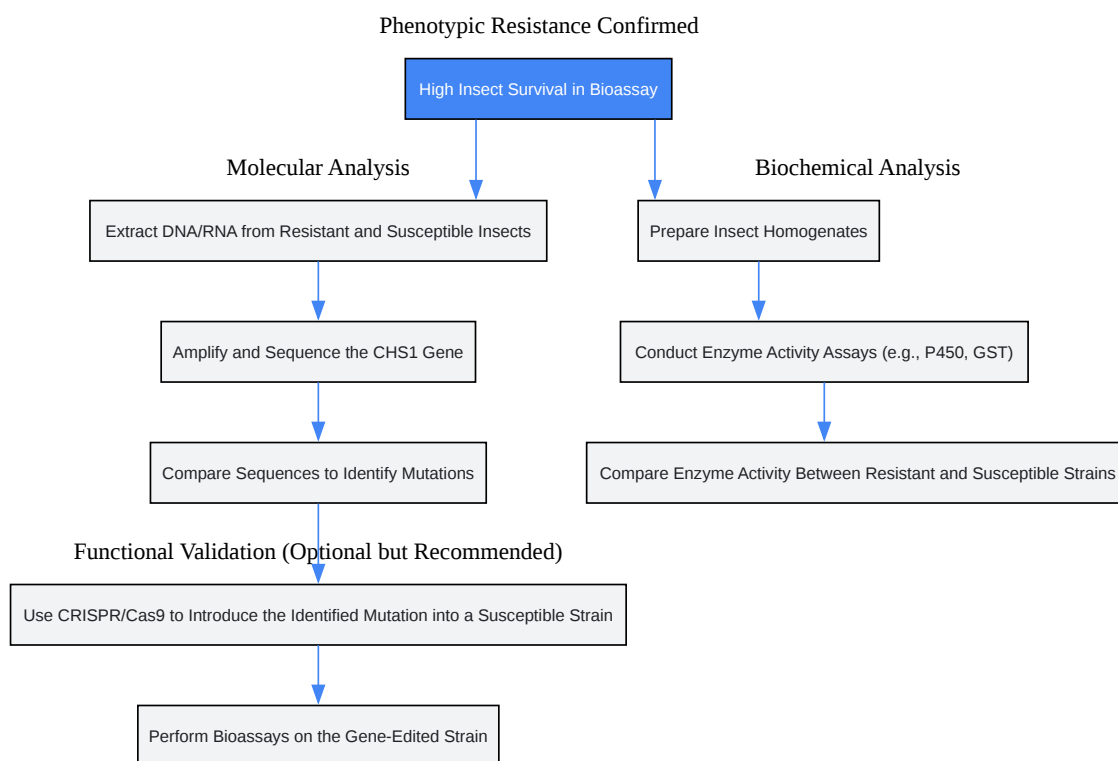 Phenotypic Resistance Confirmed
High Insect Survival in Bioassay
Molecular Analysis
Biochemical Analysis
Extract DNA/RNA from Resistant and Susceptible Insects
Prepare Insect Homogenates
Amplify and Sequence the CHS1 Gene
Conduct Enzyme Activity Assays (e.g., P450, GST)
Compare Sequences to Identify Mutations
Compare Enzyme Activity Between Resistant and Susceptible Strains
Functional Validation (Optional but Recommended)
Use CRISPR/Cas9 to Introduce the Identified Mutation into a Susceptible Strain
Perform Bioassays on the Gene-Edited Strain